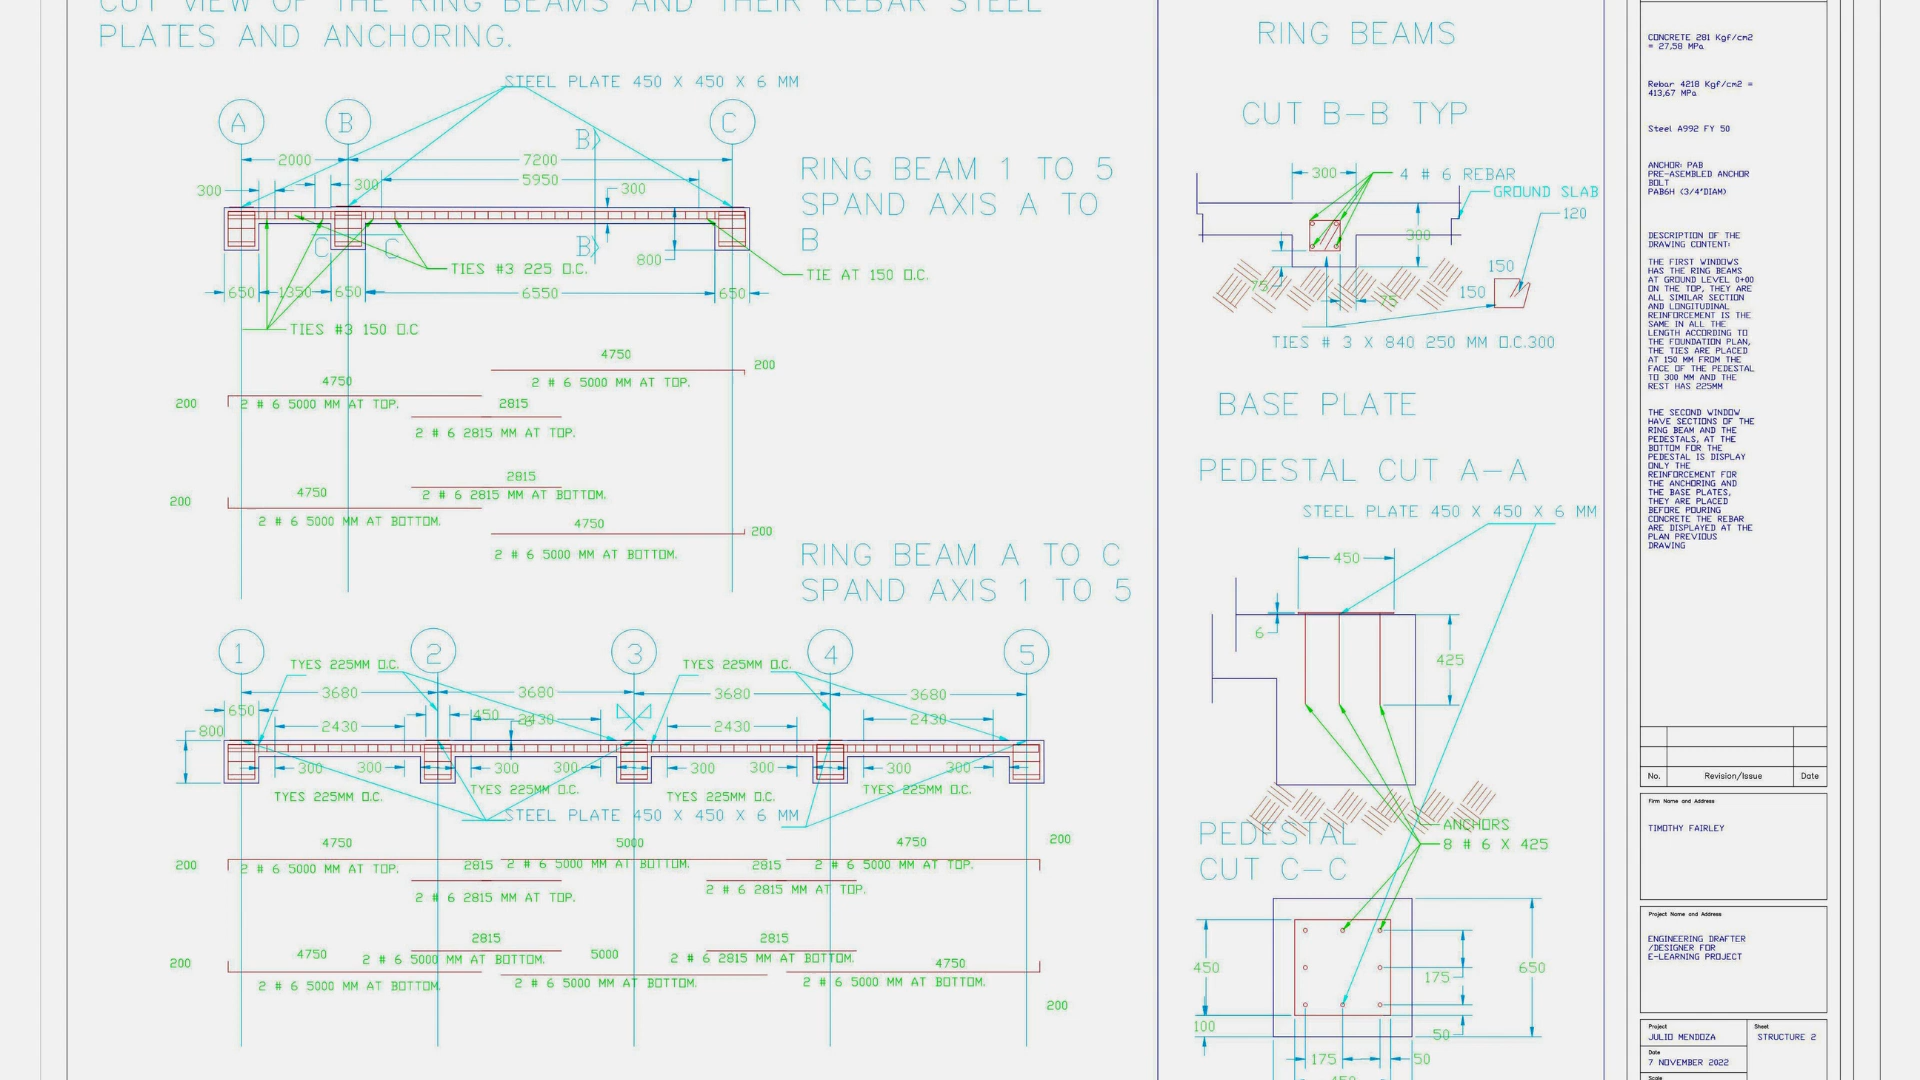 CUT VIEW OF THE RING BEAMS AND THEIR REBAR STEEL
PLATES AND ANCHORING.
STEEL PLATE 450 X 450 X 6 MM
A
B
C
B
2000
7200
5950
300
300
300
RING BEAM 1 TO 5
SPAND AXIS A TO
B
C
C
B
800
TIES #3 225 O.C.
TIE AT 150 O.C.
650
1350
650
6550
650
TIES #3 150 O.C
4750
2 # 6 5000 MM AT TOP.
200
4750
200
2 # 6 5000 MM AT TOP.
2815
2 # 6 2815 MM AT TOP.
2815
2 # 6 2815 MM AT BOTTOM.
4750
200
2 # 6 5000 MM AT BOTTOM.
4750
200
2 # 6 5000 MM AT BOTTOM.
RING BEAM A TO C
SPAND AXIS 1 TO 5
1
2
3
4
5
TYES 225MM O.C.
TYES 225MM O.C.
3680
3680
3680
3680
650
450
2430
2430
2430
2430
800
300
300
300
300
300
300
300
300
TYES 225MM O.C.
TYES 225MM O.C.
TYES 225MM O.C.
TYES 225MM O.C.
STEEL PLATE 450 X 450 X 6 MM
4750
5000
4750
200
200
2 # 6 5000 MM AT TOP.
2815
2 # 6 5000 MM AT BOTTOM.
2815
2 # 6 5000 MM AT TOP.
2 # 6 2815 MM AT TOP.
2 # 6 2815 MM AT TOP.
2815
2815
4750
2 # 6 5000 MM AT BOTTOM.
5000
2 # 6 2815 MM AT BOTTOM.
4750
200
2 # 6 5000 MM AT BOTTOM.
2 # 6 5000 MM AT BOTTOM.
2 # 6 5000 MM AT BOTTOM.
200
RING BEAMS
CUT B-B TYP
300
4 # 6 REBAR
GROUND SLAB
120
300
150
150
75
75
TIES # 3 X 840 250 MM O.C.300
BASE PLATE
PEDESTAL CUT A-A
STEEL PLATE 450 X 450 X 6 MM
450
6
425
ANCHORS
8 # 6 X 425
PEDESTAL
CUT C-C
450
175
650
100
50
175
50
CONCRETE 281 Kgf/cm2
= 27,58 MPa
Rebar 4218 Kgf/cm2 =
413,67 MPa
Steel A992 FY 50
ANCHOR: PAB
PRE-ASEMBLED ANCHOR
BOLT
PAB6H (3/4"DIAM)
DESCRIPTION OF THE
DRAWING CONTENT:
THE FIRST WINDOWS
HAS THE RING BEAMS
AT GROUND LEVEL 0+00
ON THE TOP, THEY ARE
ALL SIMILAR SECTION
AND LONGITUDINAL
REINFORCEMENT IS THE
SAME IN ALL THE
LENGTH ACCORDING TO
THE FOUNDATION PLAN,
THE TIES ARE PLACED
AT 150 MM FROM THE
FACE OF THE PEDESTAL
TO 300 MM AND THE
REST HAS 225MM
THE SECOND WINDOW
HAVE SECTIONS OF THE
RING BEAM AND THE
PEDESTALS, AT THE
BOTTOM FOR THE
PEDESTAL IS DISPLAY
ONLY THE
REINFORCEMENT FOR
THE ANCHORING AND
THE BASE PLATES,
THEY ARE PLACED
BEFORE POURING
CONCRETE THE REBAR
ARE DISPLAYED AT THE
PLAN PREVIOUS
DRAWING
No. Revision/Issue Date
Firm Name and Address
TIMOTHY FAIRLEY
Project Name and Address
ENGINEERING DRAFTER
/DESIGNER FOR
E-LEARNING PROJECT
Project
JULIO MENDOZA
Sheet
STRUCTURE 2
Date
7 NOVEMBER 2022
Scale